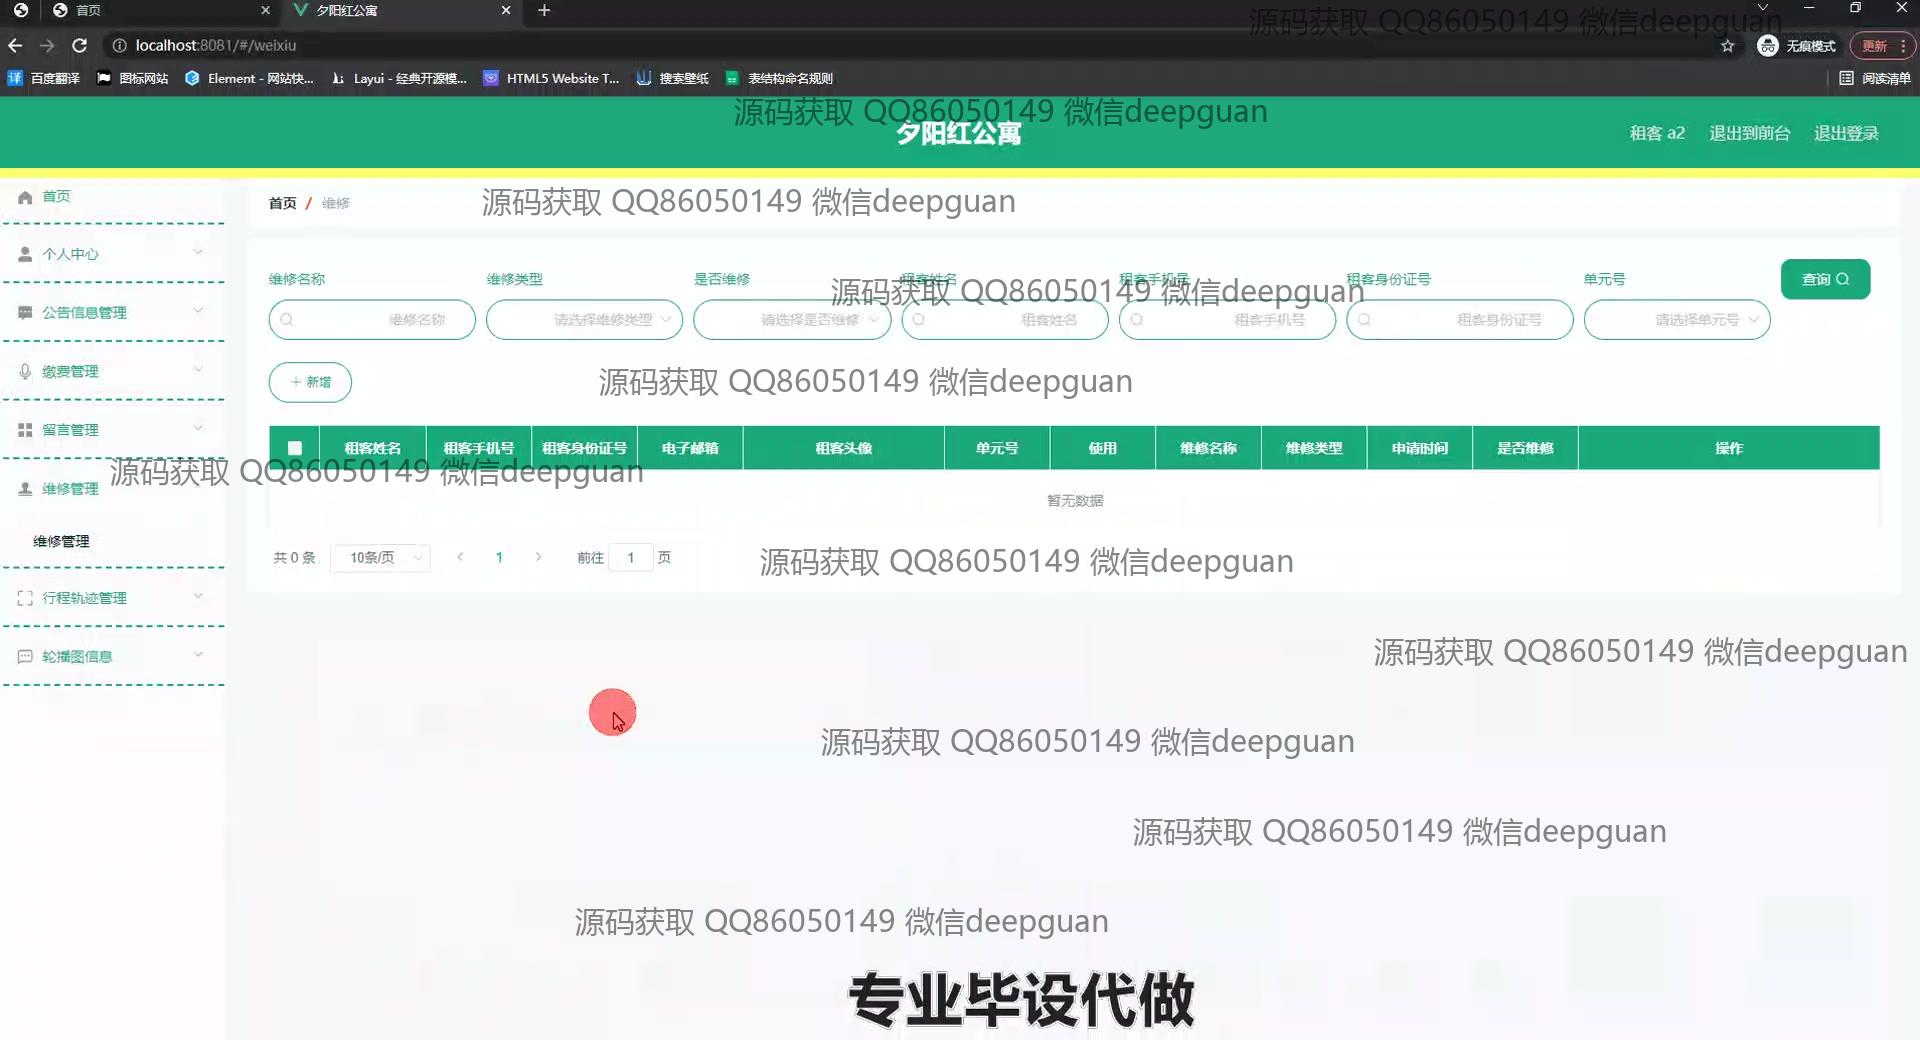 首页
夕阳红公寓
localhost:8081/#/weixiu
无痕模式
更新
百度翻译
图标网站
Element - 网站快...
Layui - 经典开源模...
HTML5 Website T...
搜索壁纸
表结构命名规则
阅读清单
源码获取 QQ86050149 微信deepguan
源码获取 QQ86050149 微信deepguan
夕阳红公寓
租客 a2
退出到前台
退出登录
首页
个人中心
公告信息管理
缴费管理
留言管理
维修管理
维修管理
行程轨迹管理
轮播图信息
首页 / 维修
源码获取 QQ86050149 微信deepguan
维修名称
维修类型
是否维修
租客姓名
租客手机号
租客身份证号
单元号
查询
源码获取 QQ86050149 微信deepguan
维修名称
请选择维修类型
请选择是否维修
租客姓名
租客手机号
租客身份证号
请选择单元号
新增
源码获取 QQ86050149 微信deepguan
租客姓名
租客手机号
租客身份证号
电子邮箱
租客头像
单元号
使用
维修名称
维修类型
申请时间
是否维修
操作
源码获取 QQ86050149 微信deepguan
暂无数据
共 0 条
10条/页
1
前往 1 页
源码获取 QQ86050149 微信deepguan
源码获取 QQ86050149 微信deepguan
源码获取 QQ86050149 微信deepguan
源码获取 QQ86050149 微信deepguan
源码获取 QQ86050149 微信deepguan
专业毕设代做